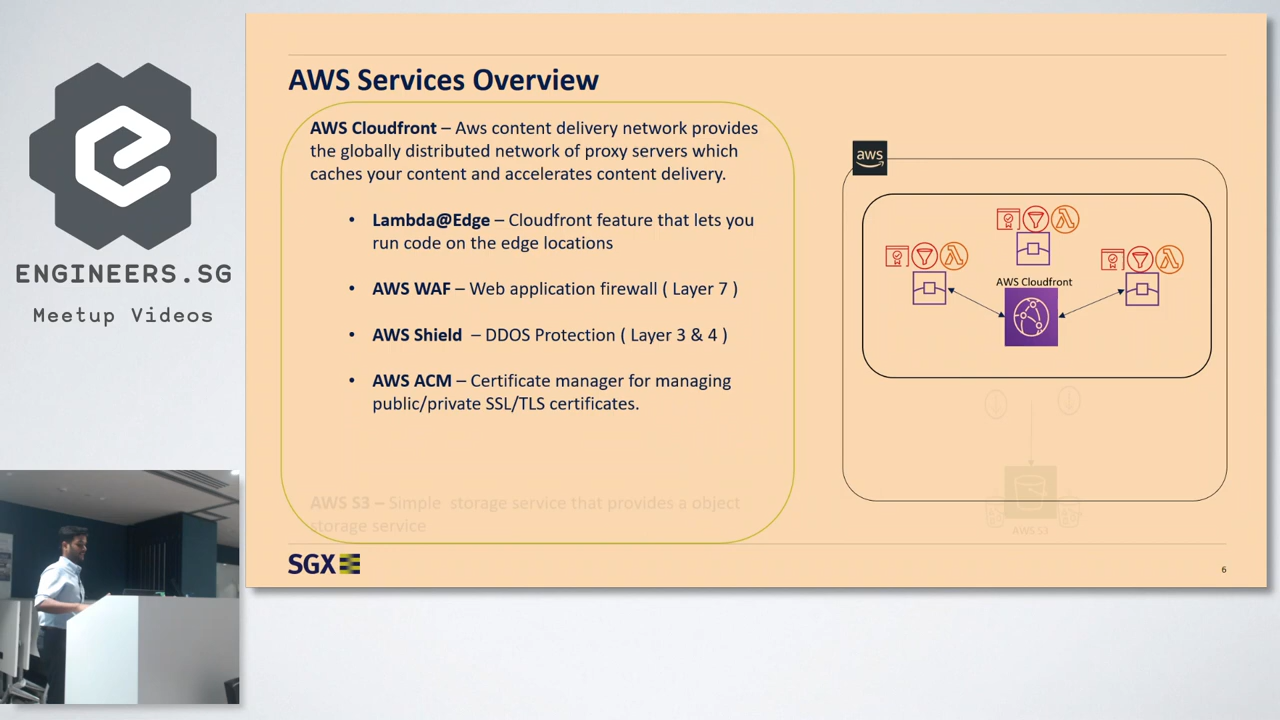 ENGINEERS.SG
Meetup Videos
AWS Services Overview
AWS Cloudfront – Aws content delivery network provides
the globally distributed network of proxy servers which
caches your content and accelerates content delivery.
• Lambda@Edge – Cloudfront feature that lets you
run code on the edge locations
• AWS WAF – Web application firewall ( Layer 7 )
• AWS Shield – DDOS Protection ( Layer 3 & 4 )
• AWS ACM – Certificate manager for managing
public/private SSL/TLS certificates.
AWS S3 – Simple storage service that provides a object
storage service
aws
AWS Cloudfront
AWS S3
SGX
6